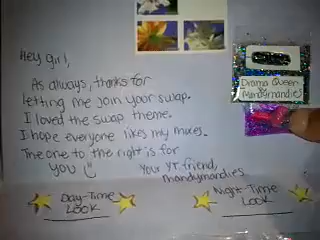 Hey girl,
As always, thanks for
letting me join your swap.
I loved the swap theme.
I hope everyone likes my mixes.
The one to the right is for
you
Your YT friend,
mandymardies
Drama Queen
by
Day-Time
Look
Night-Time
Look